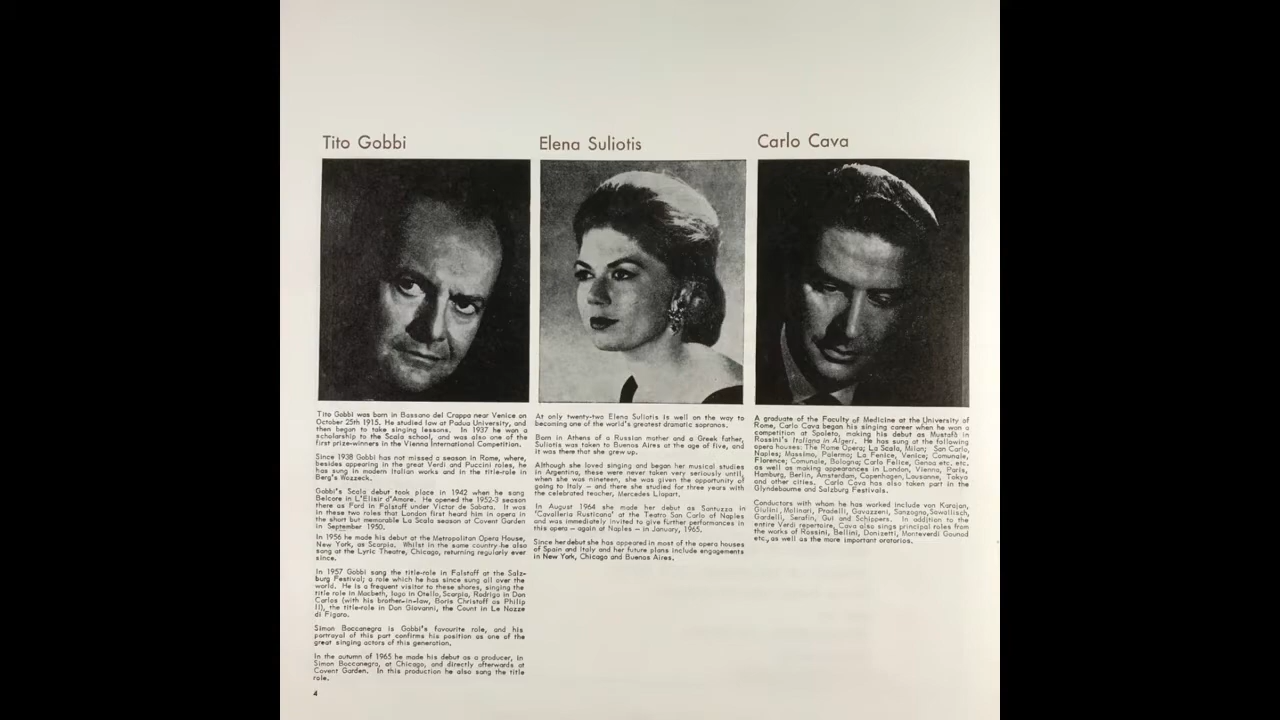 Tito Gobbi
Tito Gobbi was born in Bassano del Crappa near Venice on
October 25th 1915. He studied law at Padua University, and
then began to take singing lessons. In 1937 he won a
scholarship to the Scala school, and was also one of the
first prize-winners in the Vienna International Competition.
Since 1938 Gobbi has not missed a season in Rome, where,
besides appearing in the great Verdi and Puccini roles, he
has sung in modern Italian works and in the title-role in
Berg's Wozzeck.
Gobbi's Scala debut took place in 1942 when he sang
Belcore in L'Elisir d'Amore. He opened the 1952-3 season
there as Ford in Falstaff under Victor de Sabata. It was
in these two roles that London first heard him in opera in
the short but memorable La Scala season at Covent Garden
in September 1950.
In 1956 he made his debut at the Metropolitan Opera House,
New York, as Scarpia. Whilst in the same country he also
sang at the Lyric Theatre, Chicago, returning regularly ever
since.
In 1957 Gobbi sang the title-role in Falstaff at the Salz-
burg Festival; a role which he has since sung all over the
world. He is a frequent visitor to these shores, singing the
title role in Macbeth, Iago in Otello, Scarpia, Rodrigo in Don
Carlos (with his brother-in-law, Boris Christoff as Philip
II), the title-role in Don Giovanni, the Count in Le Nozze
di Figaro.
Simon Boccanegra is Gobbi's favourite role, and his
portrayal of this part confirms his position as one of the
great singing actors of this generation.
In the autumn of 1965 he made his debut as a producer, in
Simon Boccanegra, at Chicago, and directly afterwards at
Covent Garden. In this production he also sang the title
role.
4
Elena Suliotis
At only twenty-two Elena Suliotis is well on the way to
becoming one of the world's greatest dramatic sopranos.
Born in Athens of a Russian mother and a Greek father,
Suliotis was taken to Buenos Aires at the age of five, and
it was there that she grew up.
Although she loved singing and began her musical studies
in Argentina, these were never taken very seriously until,
when she was nineteen, she was given the opportunity of
going to Italy – and there she studied for three years with
the celebrated teacher, Mercedes Llopart.
In August 1964 she made her debut as Santuzza in
'Cavalleria Rusticana' at the Teatro San Carlo of Naples
and was immediately invited to give further performances in
this opera – again at Naples – in January, 1965.
Since her debut she has appeared in most of the opera houses
of Spain and Italy and her future plans include engagements
in New York, Chicago and Buenos Aires.
Carlo Cava
A graduate of the Faculty of Medicine at the University of
Rome, Carlo Cava began his singing career when he won a
competition at Spoleto, making his debut as Mustafà in
Rossini's Italiana in Algeri. He has sung at the following
opera houses: The Rome Opera; La Scala, Milan; San Carlo,
Naples; Massimo, Palermo; La Fenice, Venice; Comunale,
Florence; Comunale, Bologna; Carlo Felice, Genoa etc. etc.
as well as making appearances in London, Vienna, Paris,
Hamburg, Berlin, Amsterdam, Copenhagen, Lausanne, Tokyo
and other cities. Carlo Cava has also taken part in the
Glyndebourne and Salzburg Festivals.
Conductors with whom he has worked include von Karajan,
Giulini, Molinari, Pradelli, Gavazzeni, Sanzogno, Sawallisch,
Gardelli, Serafin, Gui and Schippers. In addition to the
entire Verdi repertoire, Cava also sings principal roles from
the works of Rossini, Bellini, Donizetti, Monteverdi Gounod
etc, as well as the more important oratorios.